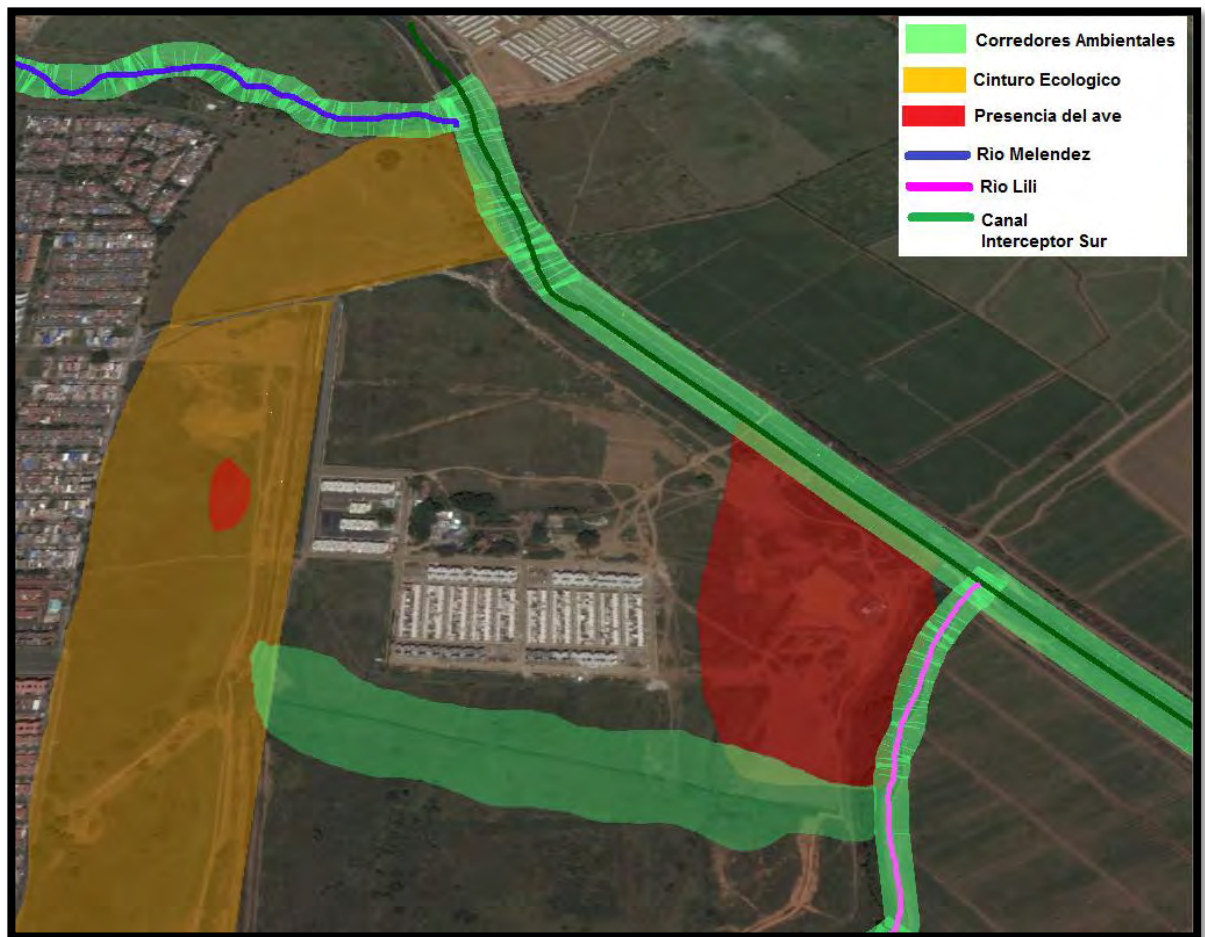 Corredores Ambientales
Cinturo Ecologico
Presencia del ave
Rio Melendez
Rio Lili
Canal
Interceptor Sur